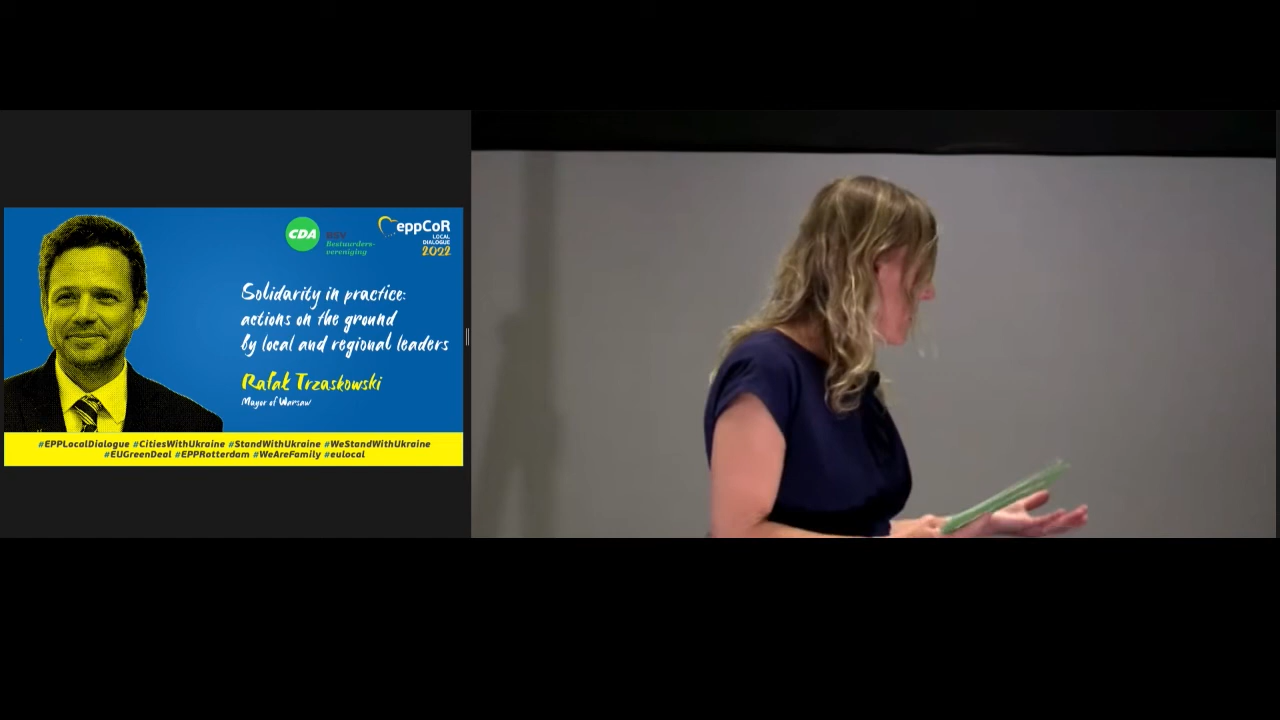 CDA
BSV
Bestuurders-
vereniging
eppCoR
LOCAL
DIALOGUE
2022
Solidarity in practice:
actions on the ground
by local and regional leaders
Rafał Trzaskowski
Mayor of Warsaw
#EPPLocalDialogue #CitiesWithUkraine #StandWithUkraine #WeStandWithUkraine
#EUGreenDeal #EPPRotterdam #WeAreFamily #eulocal